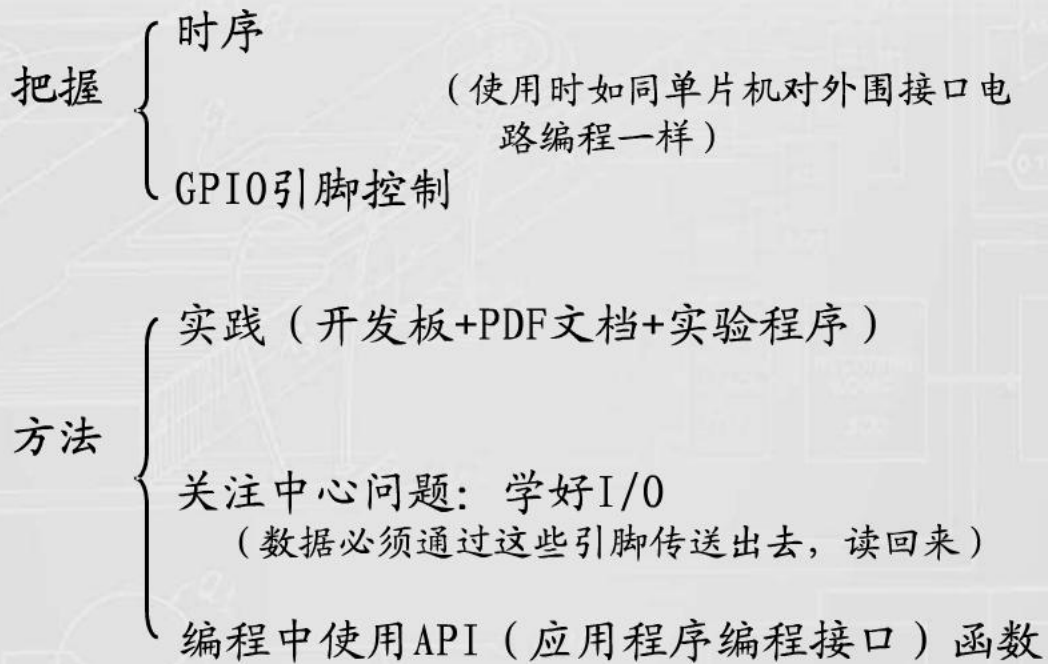 把握
时序
（使用时如同单片机对外围接口电
路编程一样）
GPIO引脚控制
方法
实践（开发板+PDF文档+实验程序）
关注中心问题：学好I/O
（数据必须通过这些引脚传送出去，读回来）
编程中使用API（应用程序编程接口）函数